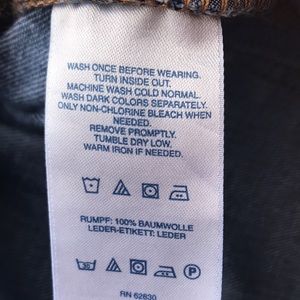 WASH ONCE BEFORE WEARING.
TURN INSIDE OUT.
MACHINE WASH COLD NORMAL.
WASH DARK COLORS SEPARATELY.
ONLY NON-CHLORINE BLEACH WHEN
NEEDED.
REMOVE PROMPTLY.
TUMBLE DRY LOW.
WARM IRON IF NEEDED.
RUMPF: 100% BAUMWOLLE
LEDER-ETIKETT: LEDER
P
RN 62830